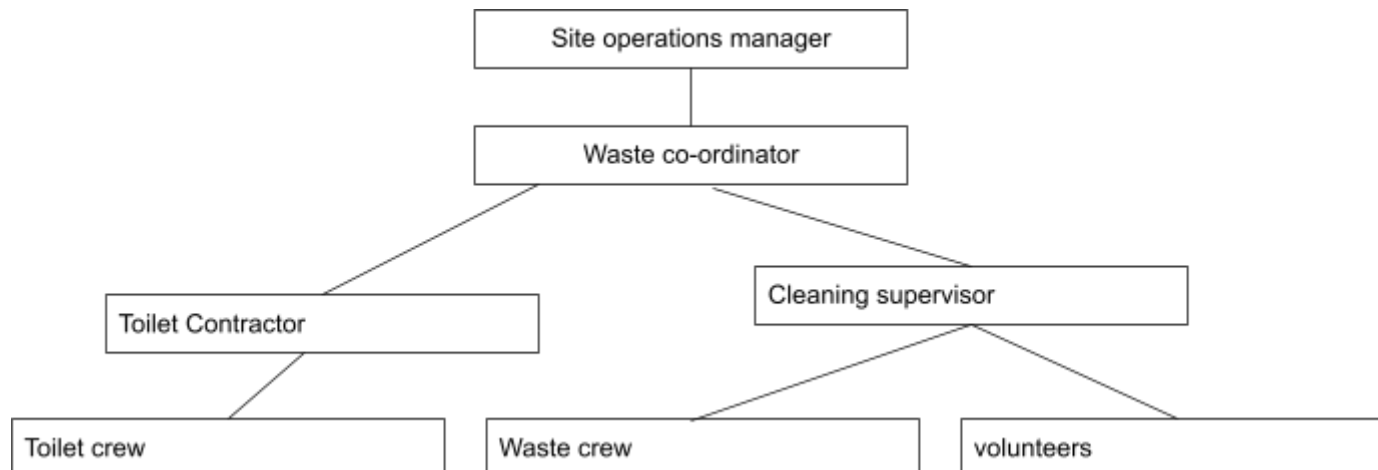 Site operations manager
Waste co-ordinator
Toilet Contractor
Cleaning supervisor
Toilet crew
Waste crew
volunteers